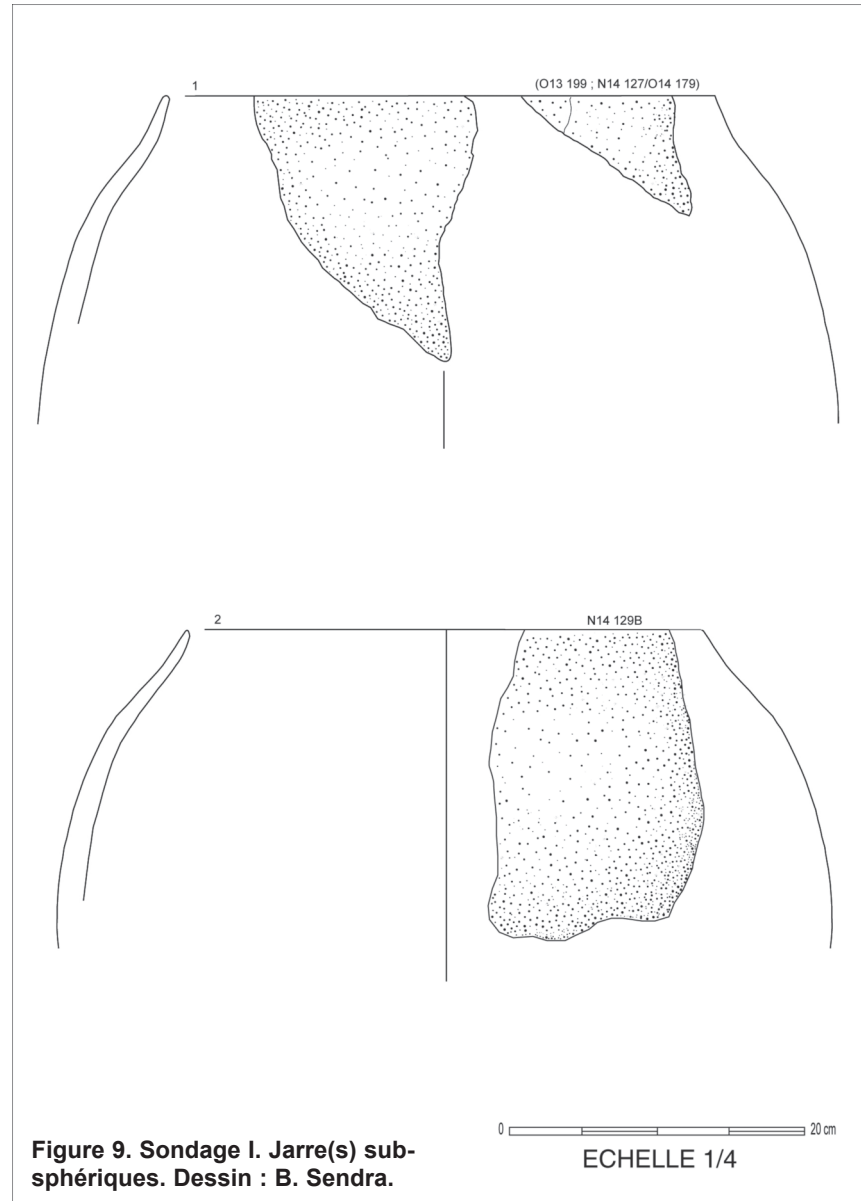 1 (O13 199 ; N14 127/O14 179)
2 N14 129B
0 20 cm
ECHELLE 1/4
Figure 9. Sondage I. Jarre(s) sub-
sphériques. Dessin : B. Sendra.